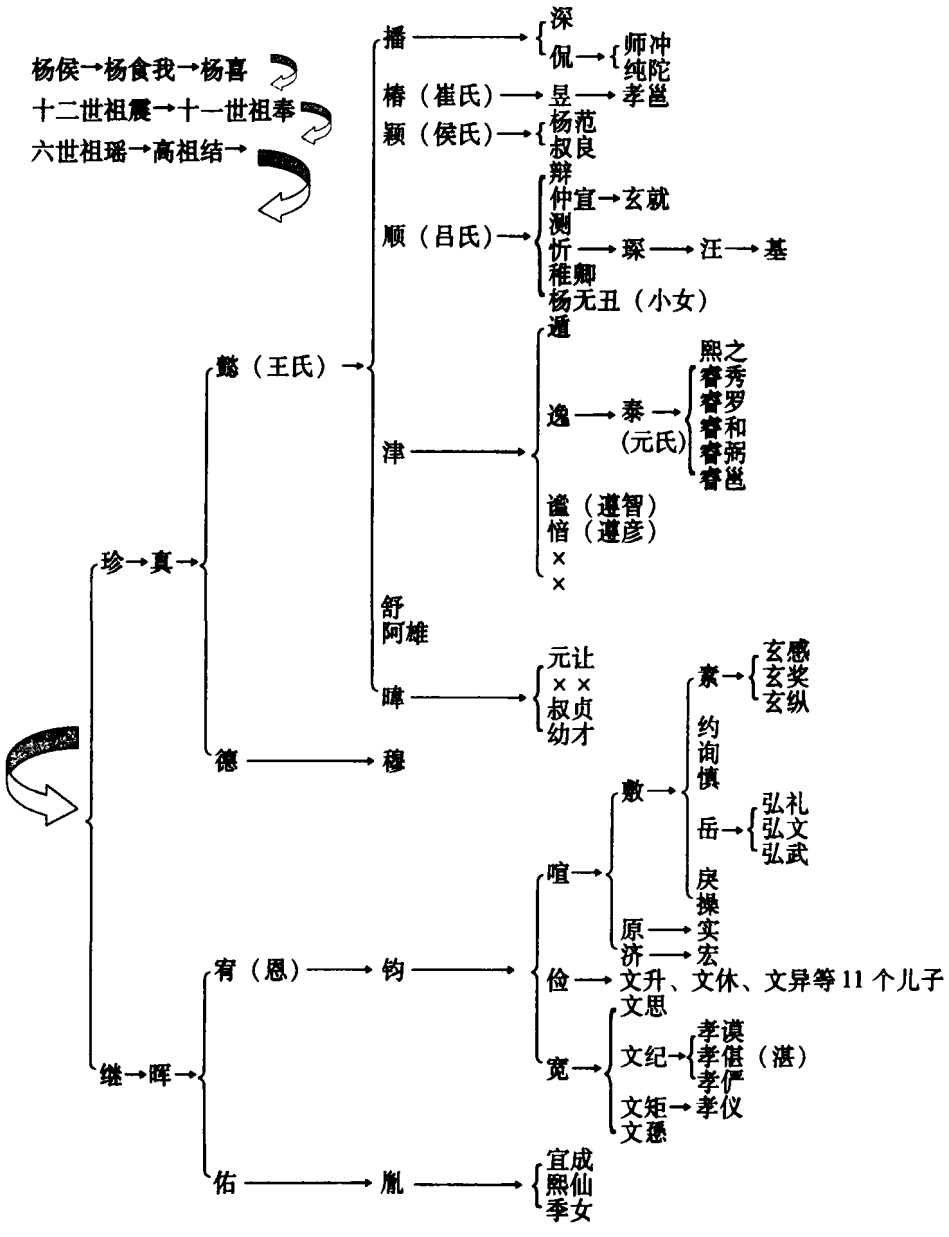 杨侯→杨食我→杨喜
十二世祖震→十一世祖奉
六世祖瑶→高祖结→
播 → 深
侃 → 师冲
纯陀
椿（崔氏）→ 昱 → 孝邕
颖（侯氏）→ 杨范
叔良
顺（吕氏）→ 辩
仲宣→玄就
测
忻 → 琛 → 汪 → 基
稚卿
杨无丑（小女）
懿（王氏）→
津 → 遁
逸 → 泰 →
(元氏)
熙之
睿秀
睿罗
睿和
睿弼
睿邕
谧（遵智）
愔（遵彦）
×
×
珍→真→
舒
阿雄
暐 → 元让
× ×
叔贞
幼才
德 → 穆
继→晖→
宥（恩）→ 钧 →
暄→
敷→
素→ 玄感
玄奖
玄纵
约
询
慎
岳→ 弘礼
弘文
弘武
操
原 → 实
济 → 宏
俭→文升、文休、文异等11个儿子
宽→
文思
文纪→ 孝谟
孝偡（湛）
孝俨
文矩→孝仪
佑 → 胤 → 宜成
熙仙
季女